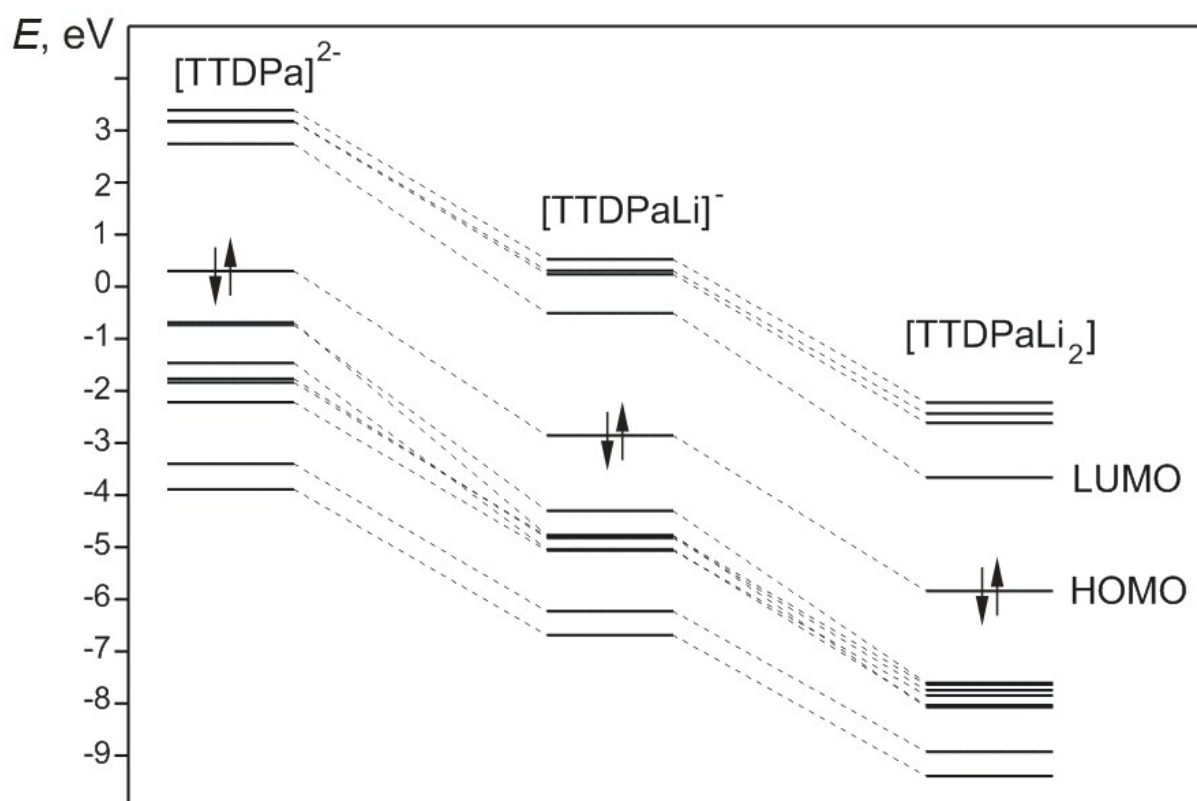 E, eV
[TTDPa]²⁻
[TTDPaLi]⁻
[TTDPaLi₂]
3
2
1
0
-1
-2
-3
-4
-5
-6
-7
-8
-9
LUMO
HOMO